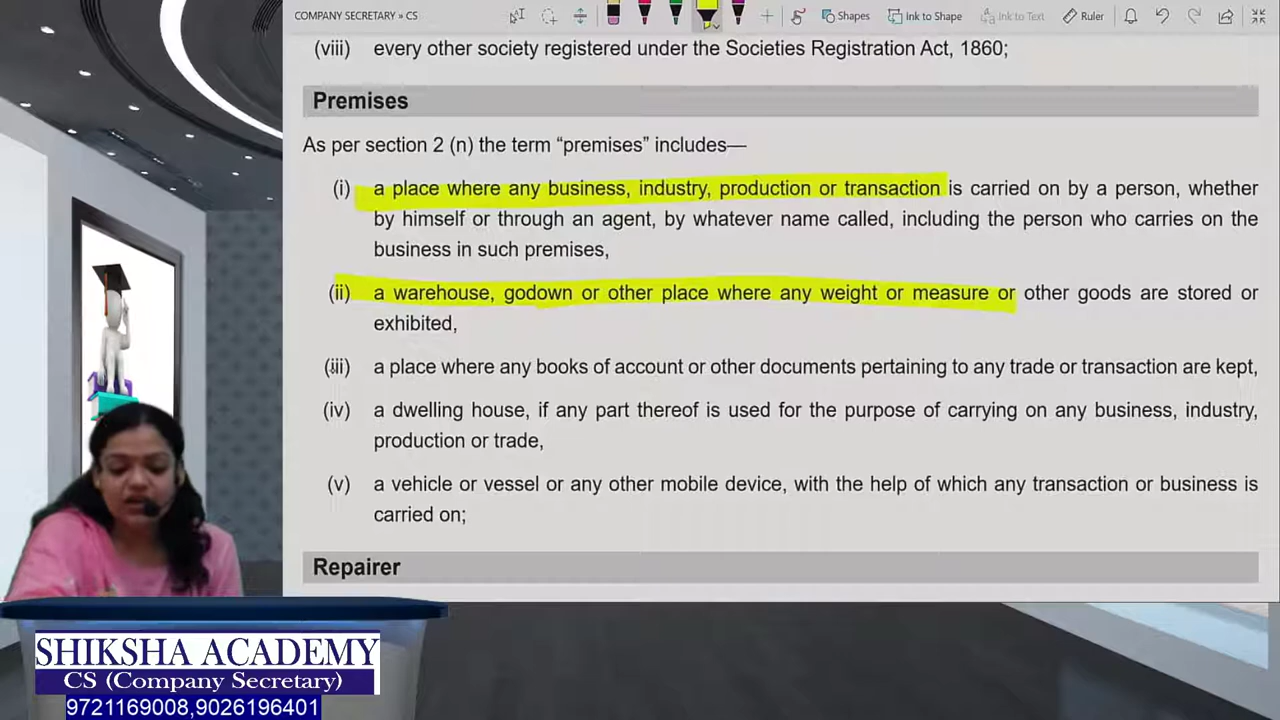 COMPANY SECRETARY » CS
Shapes
Ink to Shape
Ink to Text
Ruler
(viii) every other society registered under the Societies Registration Act, 1860;
Premises
As per section 2 (n) the term “premises” includes—
(i) a place where any business, industry, production or transaction is carried on by a person, whether
by himself or through an agent, by whatever name called, including the person who carries on the
business in such premises,
(ii) a warehouse, godown or other place where any weight or measure or other goods are stored or
exhibited,
(iii) a place where any books of account or other documents pertaining to any trade or transaction are kept,
(iv) a dwelling house, if any part thereof is used for the purpose of carrying on any business, industry,
production or trade,
(v) a vehicle or vessel or any other mobile device, with the help of which any transaction or business is
carried on;
Repairer
SHIKSHA ACADEMY
CS (Company Secretary)
9721169008,9026196401